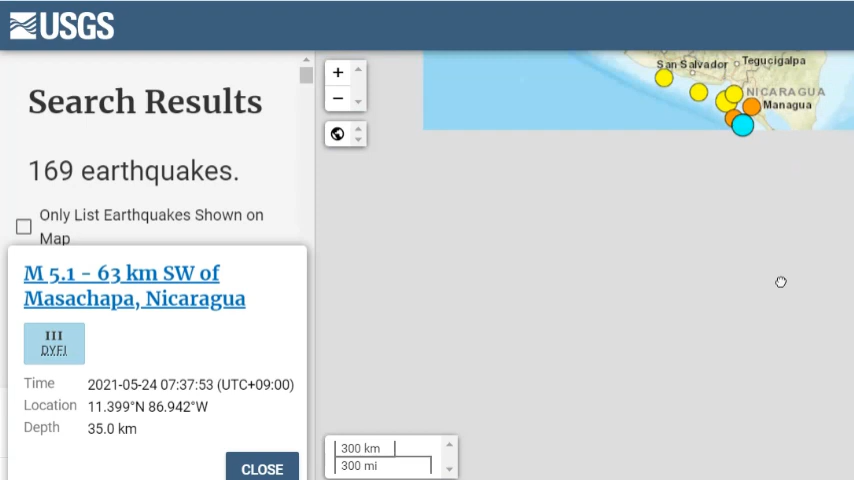 USGS
Search Results
169 earthquakes.
Only List Earthquakes Shown on
Map
M 5.1 - 63 km SW of
Masachapa, Nicaragua
III
DYFI
Time 2021-05-24 07:37:53 (UTC+09:00)
Location 11.399°N 86.942°W
Depth 35.0 km
CLOSE
+
−
San Salvador
Tegucigalpa
NICARAGUA
Managua
300 km
300 mi